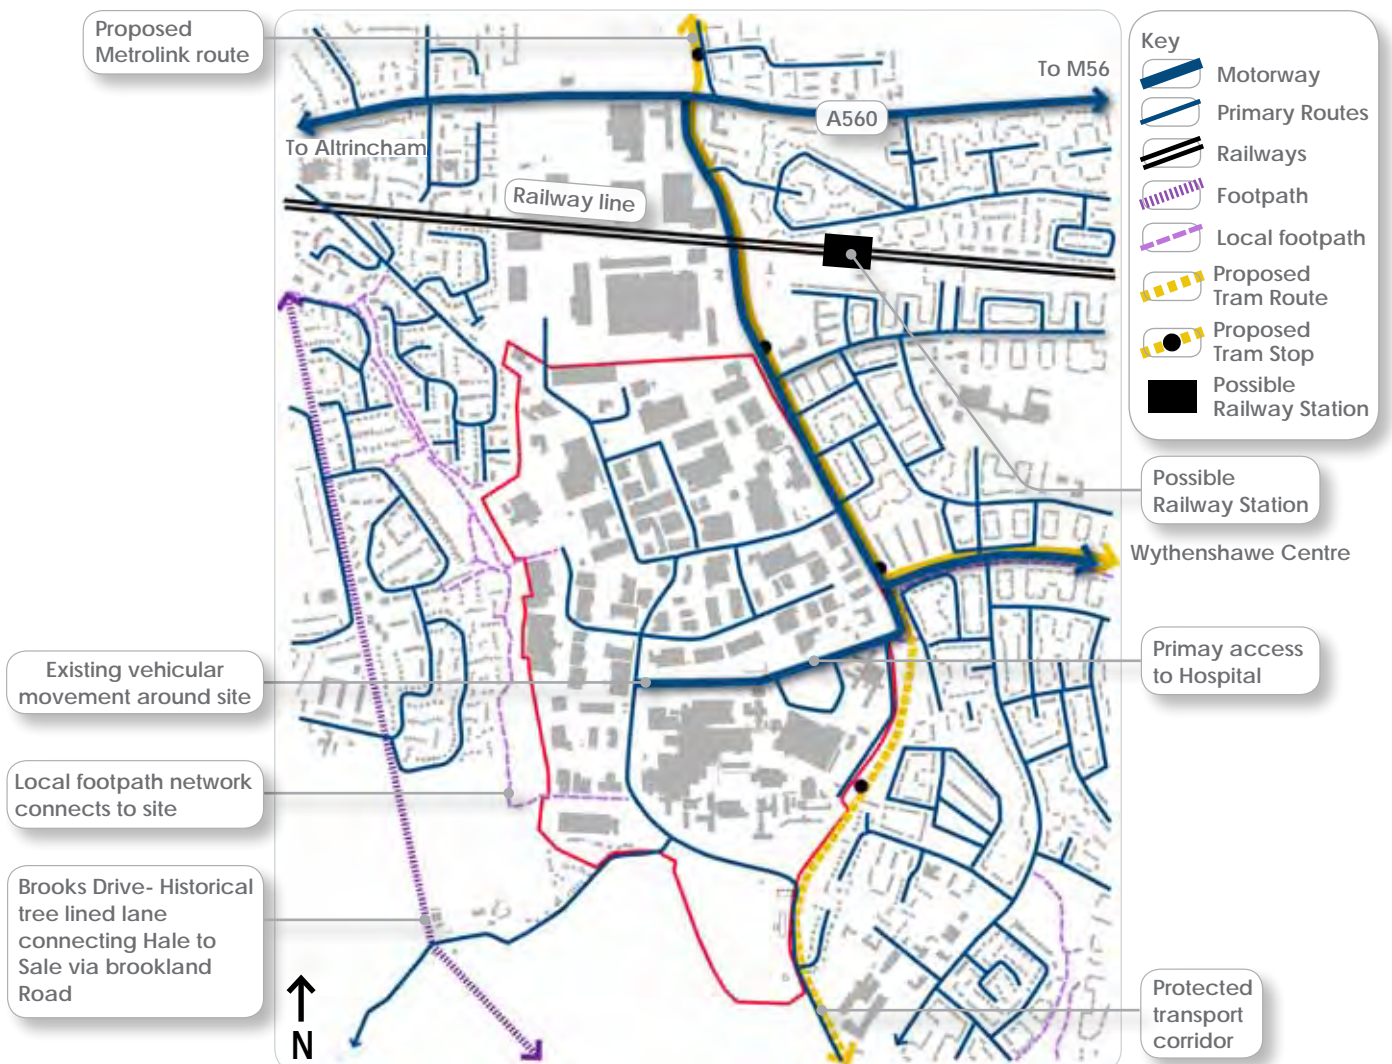 Proposed
Metrolink route
To M56
A560
To Altrincham
Railway line
Key
Motorway
Primary Routes
Railways
Footpath
Local footpath
Proposed
Tram Route
Proposed
Tram Stop
Possible
Railway Station
Possible
Railway Station
Wythenshawe Centre
Primay access
to Hospital
Existing vehicular
movement around site
Local footpath network
connects to site
Brooks Drive- Historical
tree lined lane
connecting Hale to
Sale via brookland
Road
N
Protected
transport
corridor